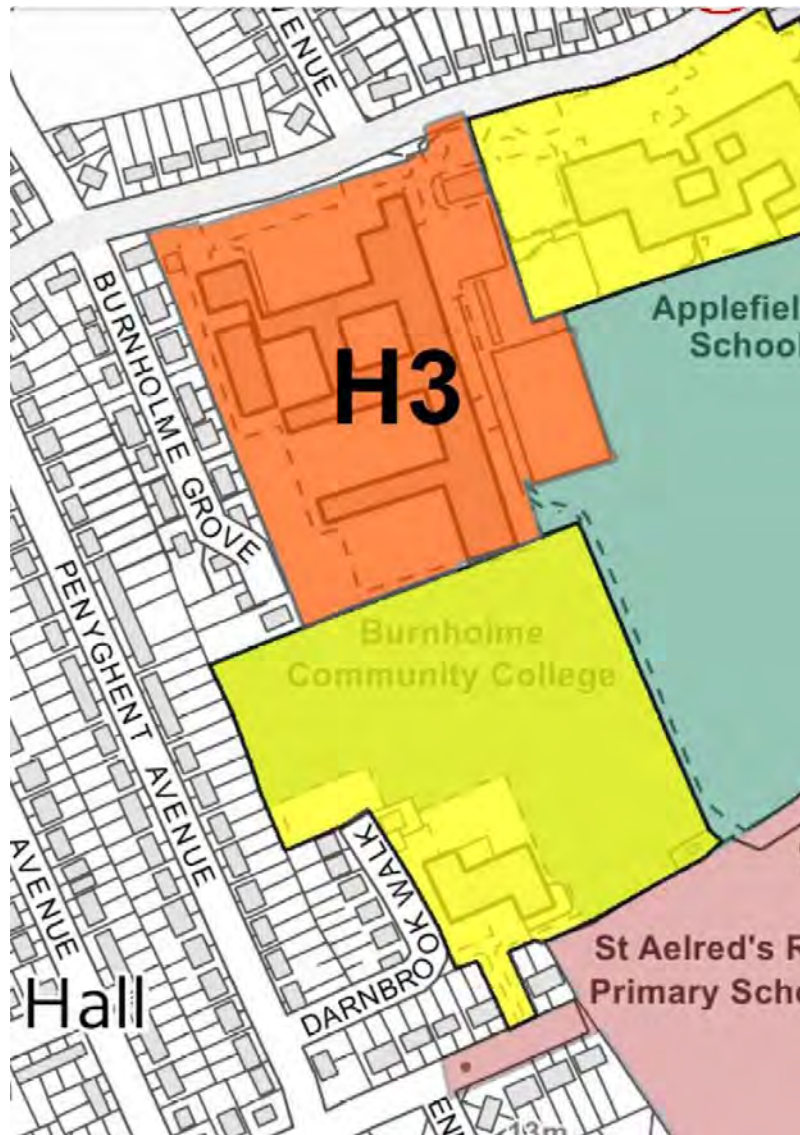 ENUE
Applefiel
School
H3
BURNHOLME GROVE
Burnholme
Community College
PENYGHENT AVENUE
AVENUE
DARNBROOK WALK
St Aelred's R
Primary Scho
Hall
13m